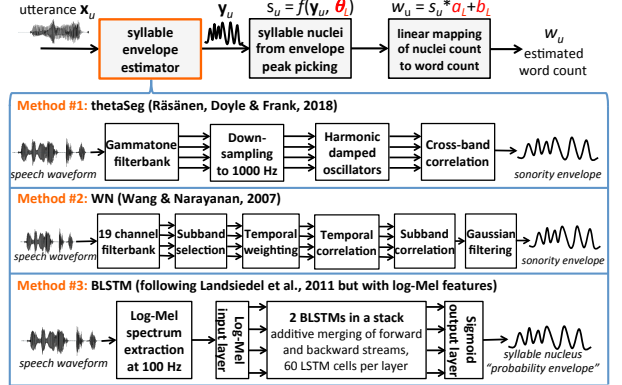 utterance x_u
syllable
envelope
estimator
y_u
s_u = f(y_u, θ_L)
syllable nuclei
from envelope
peak picking
w_u = s_u*a_L+b_L
linear mapping
of nuclei count
to word count
w_u
estimated
word count
Method #1: thetaSeg (Räsänen, Doyle & Frank, 2018)
speech waveform
Gammatone
filterbank
Down-
sampling
to 1000 Hz
Harmonic
damped
oscillators
Cross-band
correlation
sonority envelope
Method #2: WN (Wang & Narayanan, 2007)
speech waveform
19 channel
filterbank
Subband
selection
Temporal
weighting
Temporal
correlation
Subband
correlation
Gaussian
filtering
sonority envelope
Method #3: BLSTM (following Landsiedel et al., 2011 but with log-Mel features)
speech waveform
Log-Mel
spectrum
extraction
at 100 Hz
Log-Mel
input layer
2 BLSTMs in a stack
additive merging of forward
and backward streams,
60 LSTM cells per layer
Sigmoid
output layer
syllable nucleus
"probability envelope"